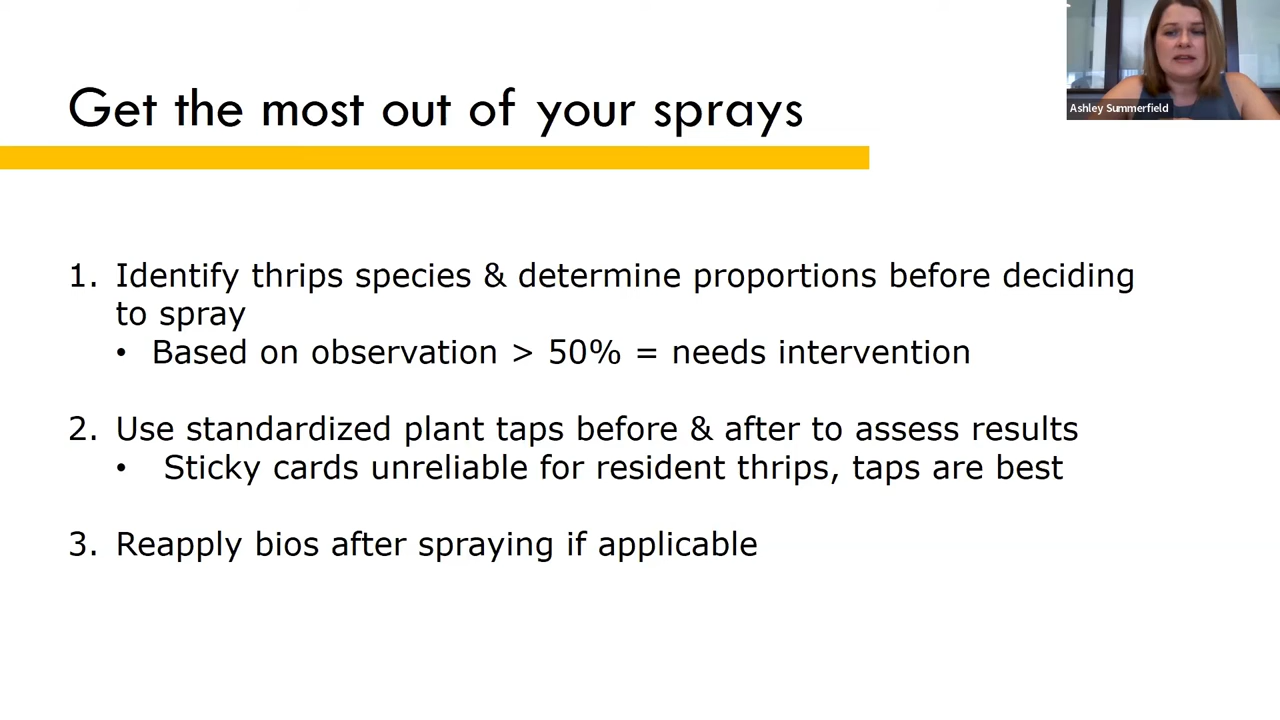 Get the most out of your sprays
Ashley Summerfield
1. Identify thrips species & determine proportions before deciding
to spray
• Based on observation > 50% = needs intervention
2. Use standardized plant taps before & after to assess results
• Sticky cards unreliable for resident thrips, taps are best
3. Reapply bios after spraying if applicable